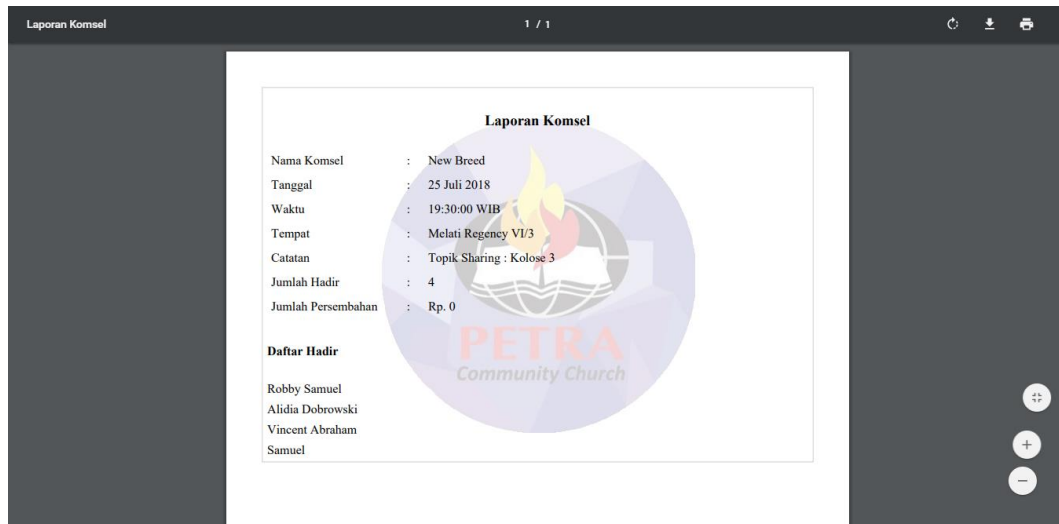 Laporan Komsel
1 / 1
Laporan Komsel
Nama Komsel : New Breed
Tanggal : 25 Juli 2018
Waktu : 19:30:00 WIB
Tempat : Melati Regency VI/3
Catatan : Topik Sharing : Kolose 3
Jumlah Hadir : 4
Jumlah Persembahan : Rp. 0
PETRA
Community Church
Daftar Hadir
Robby Samuel
Alidia Dobrowski
Vincent Abraham
Samuel